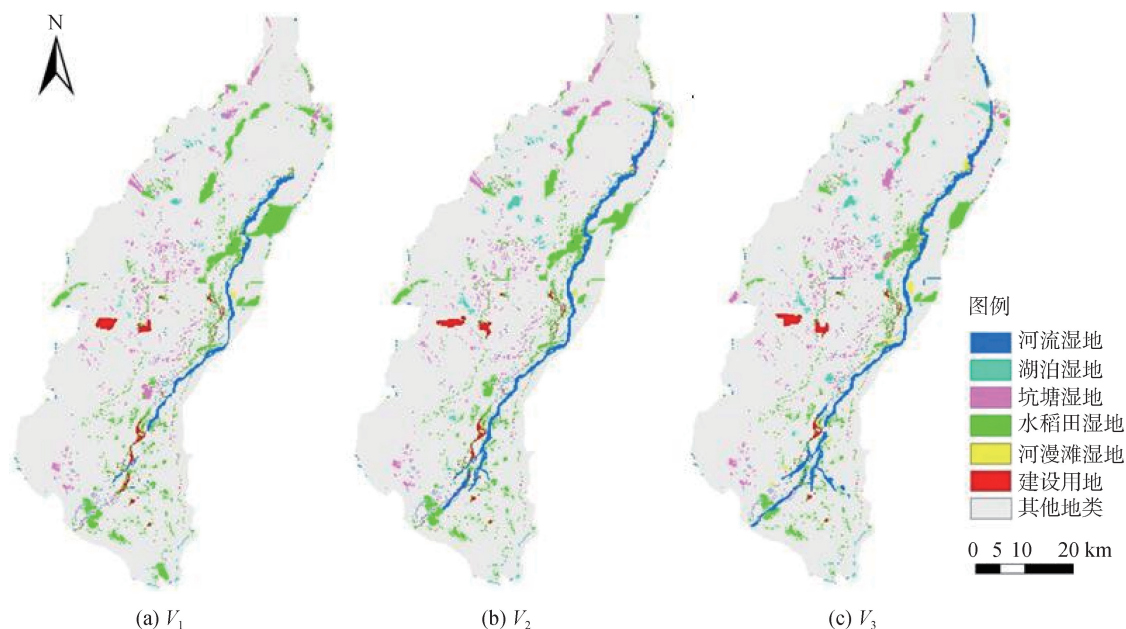 N
图例
河流湿地
湖泊湿地
坑塘湿地
水稻田湿地
河漫滩湿地
建设用地
其他地类
0 5 10 20 km
(a) V₁
(b) V₂
(c) V₃